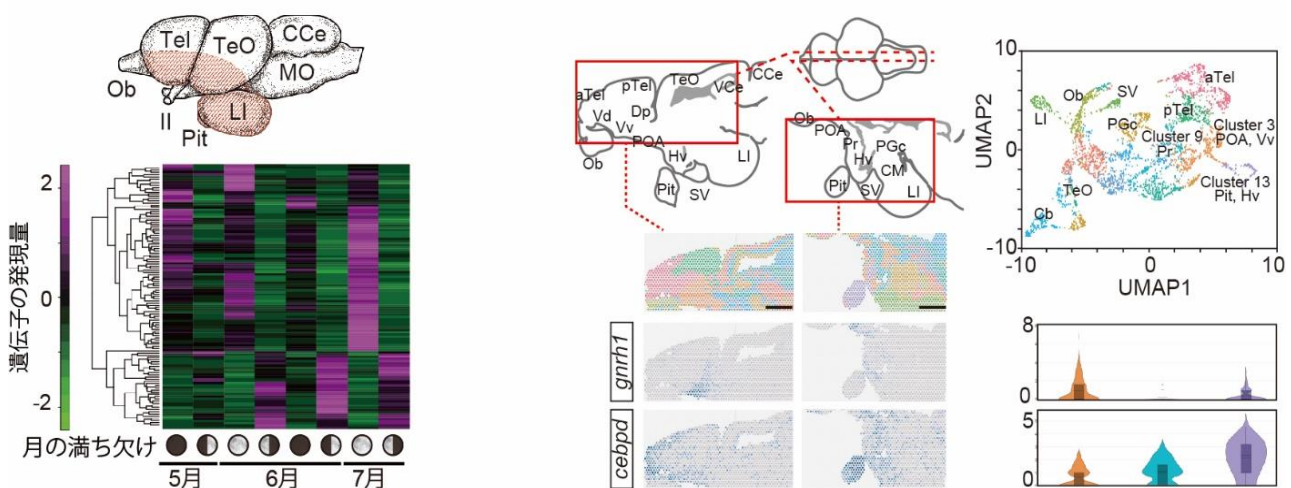 Tel
TeO
CCe
MO
Ob
II
Pit
LI
2
0
-2
遺伝子の発現量
月の満ち欠け
5月
6月
7月
aTel
pTel
TeO
CCe
VCe
Vd
Vv
Dp
POA
Ob
Hv
LI
Pit
SV
Ob
POA
Pr
PGc
Hv
CM
Pit
SV
LI
gnrh1
cebpd
10
0
-10
UMAP2
-10
0
10
UMAP1
aTel
Ob
SV
LI
pTel
PGc
Cluster 3
POA, Vv
Cluster 9
Pr
Cluster 13
Pit, Hv
TeO
Cb
8
0
5
0